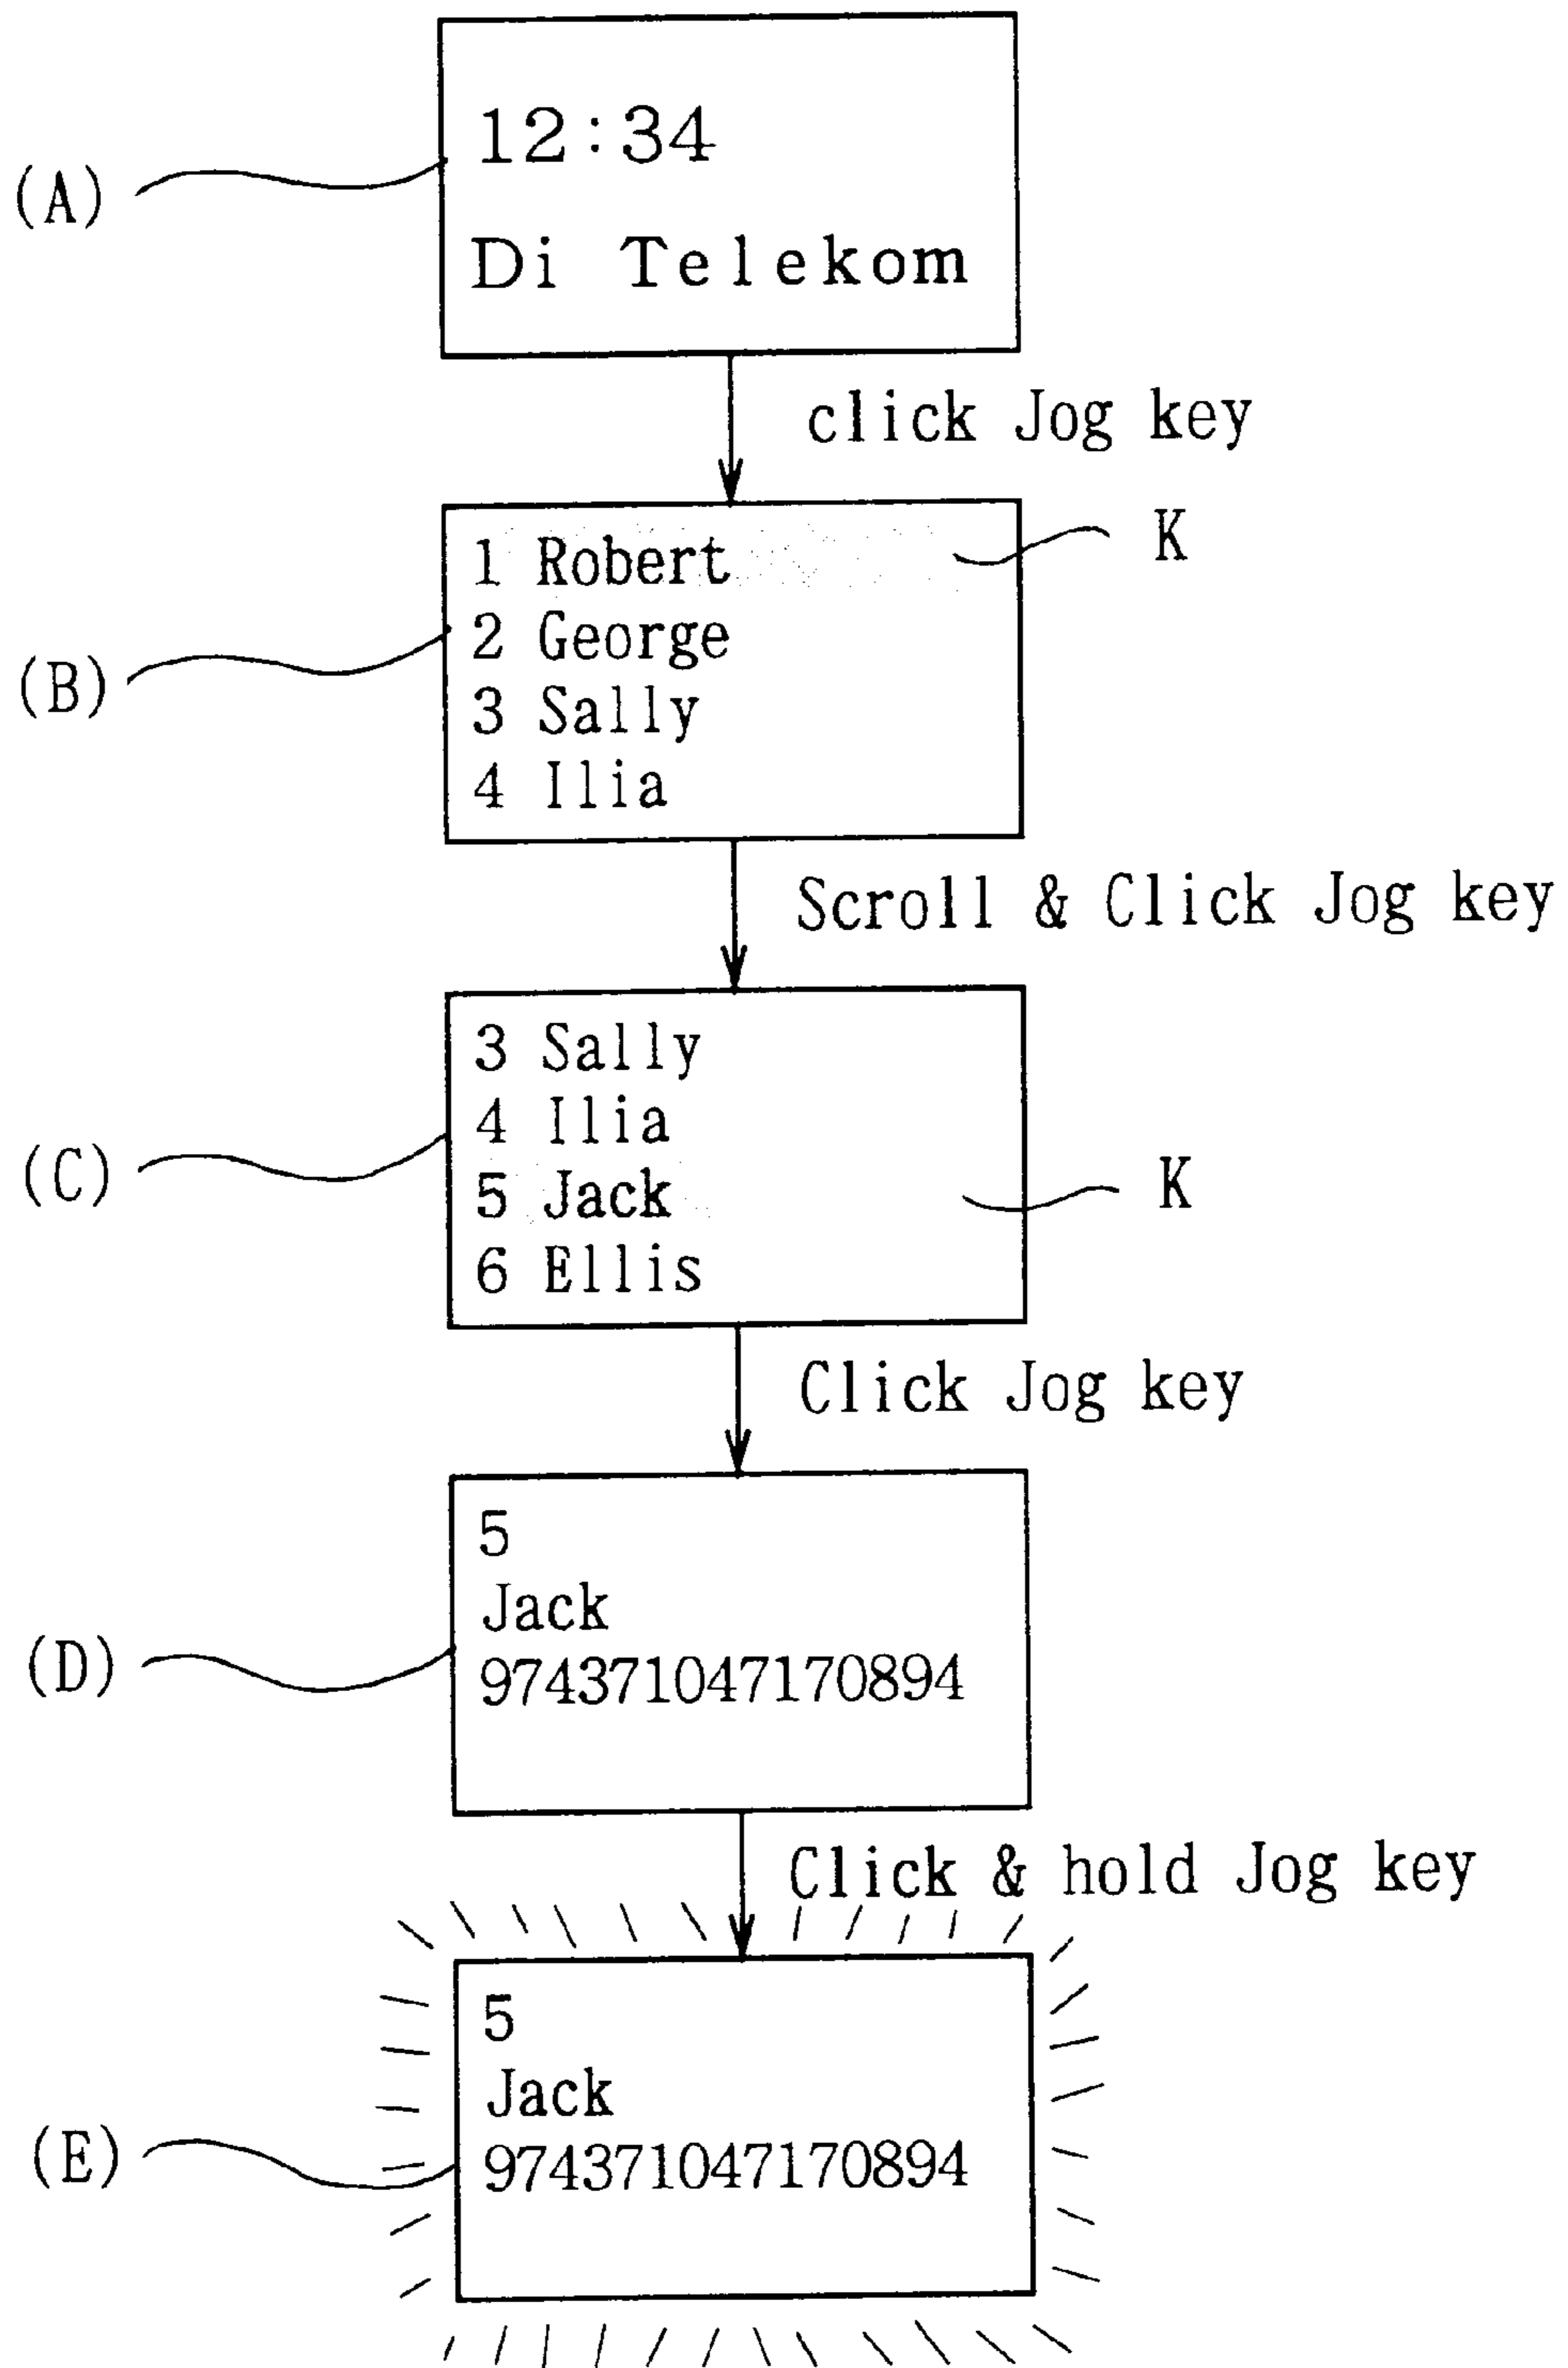 12:34
(A)
Di Telekom
click Jog key
K
1 Robert
2 George
(B)
3 Sally
4 Ilia
Scroll & Click Jog key
3 Sally
4 Ilia
(C)
K
5 Jack
6 Ellis
Click Jog key
5
Jack
(D)
974371047170894
Click & hold Jog key
5
Jack
(E)
974371047170894